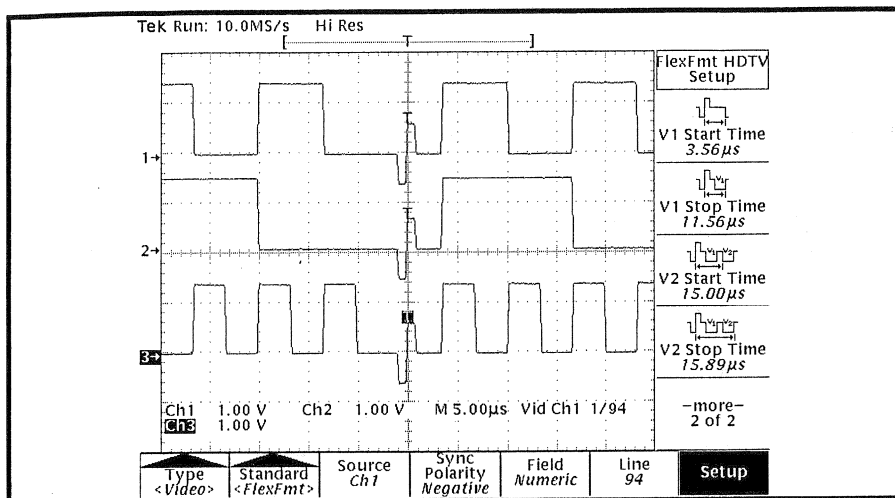 Tek Run: 10.0MS/s Hi Res
[ T ]
FlexFmt HDTV
Setup
V1 Start Time
3.56µs
V1 Stop Time
11.56µs
V2 Start Time
15.00µs
V2 Stop Time
15.89µs
-more-
2 of 2
1→
2→
3→
Ch1 1.00 V Ch2 1.00 V M 5.00µs Vid Ch1 1/94
Ch3 1.00 V
Type
<Video>
Standard
<FlexFmt>
Source
Ch1
Sync
Polarity
Negative
Field
Numeric
Line
94
Setup